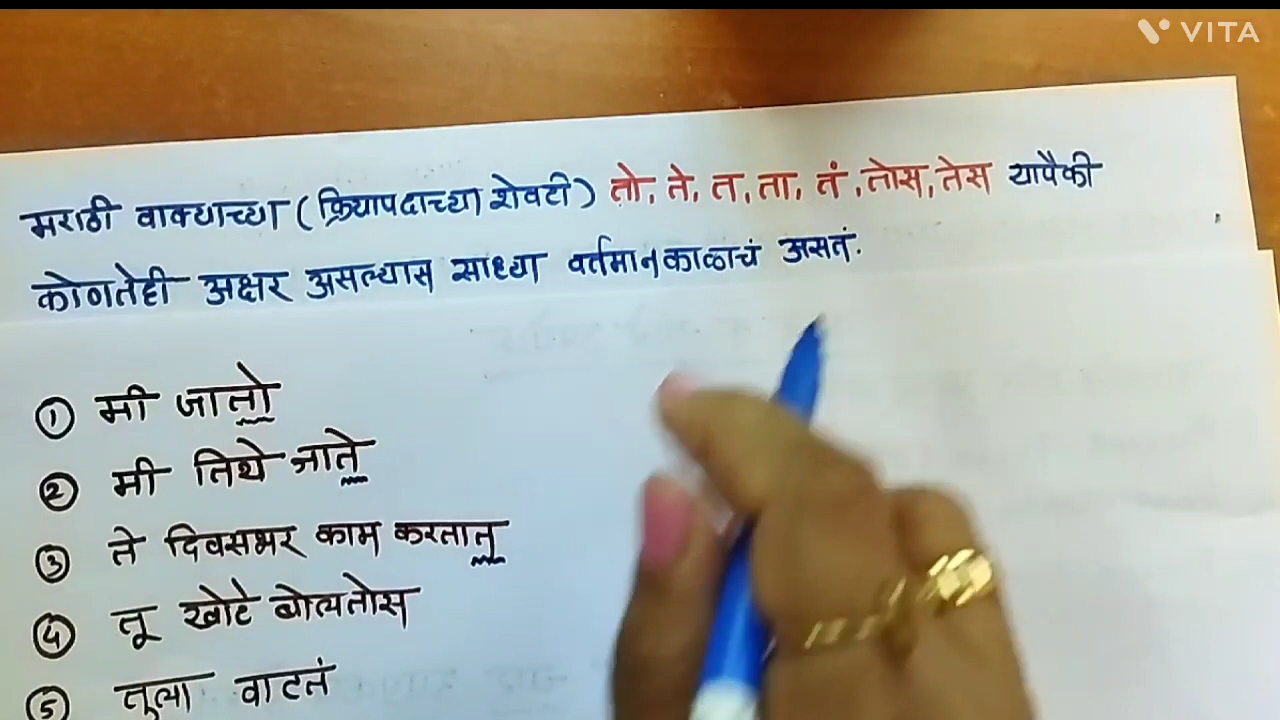 VITA
मराठी वाक्याच्या (क्रियापदाच्या शेवटी) तो, ते, त, ता, तं, तोस, तेस यापैकी
कोणतेही अक्षर असल्यास साध्या वर्तमानकाळाचं असतं.
① मी जातो
② मी तिथे जाते
③ ते दिवसभर काम करतात
④ तू खोटे बोलतोस
⑤ तुला वाटतं